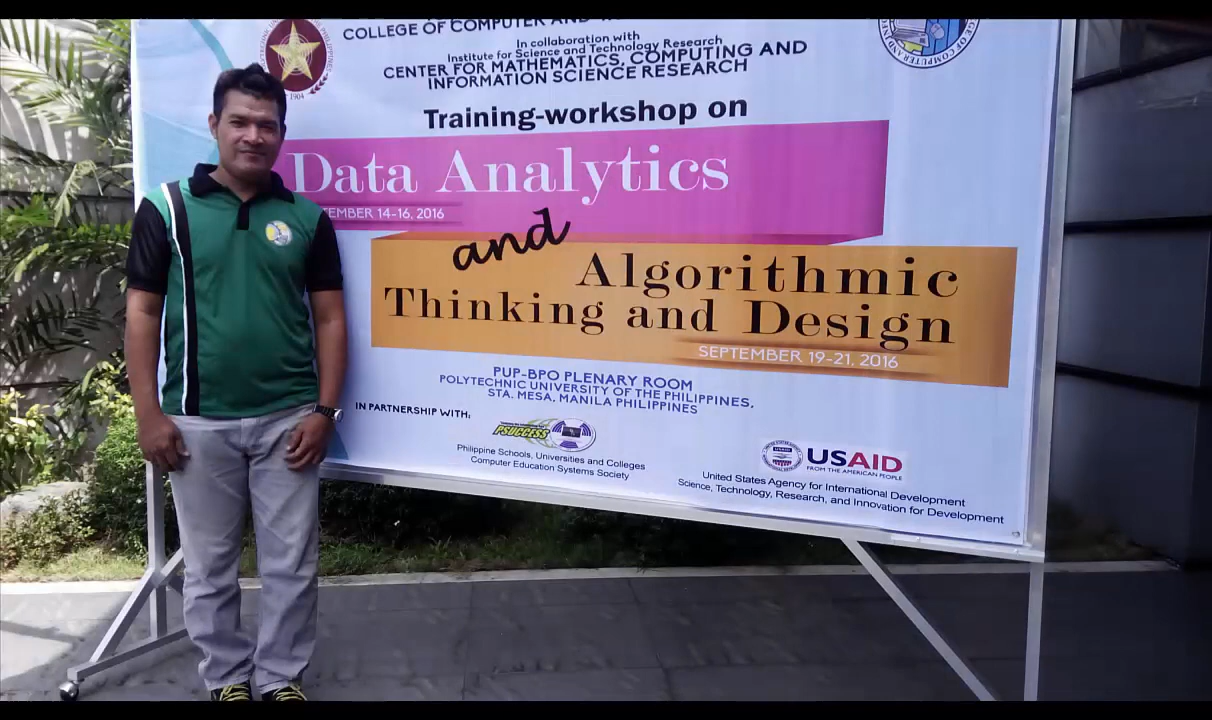 COLLEGE OF COMPUTER AND
In collaboration with
Institute for Science and Technology Research
CENTER FOR MATHEMATICS, COMPUTING AND
INFORMATION SCIENCE RESEARCH
1904
Training-workshop on
Data Analytics
TEMBER 14-16, 2016
and
Algorithmic
Thinking and Design
SEPTEMBER 19-21, 2016
PUP-BPO PLENARY ROOM
POLYTECHNIC UNIVERSITY OF THE PHILIPPINES,
STA. MESA, MANILA PHILIPPINES
IN PARTNERSHIP WITH:
PSUCCESS
Philippine Schools, Universities and Colleges
Computer Education Systems Society
USAID
FROM THE AMERICAN PEOPLE
United States Agency for International Development
Science, Technology, Research, and Innovation for Development